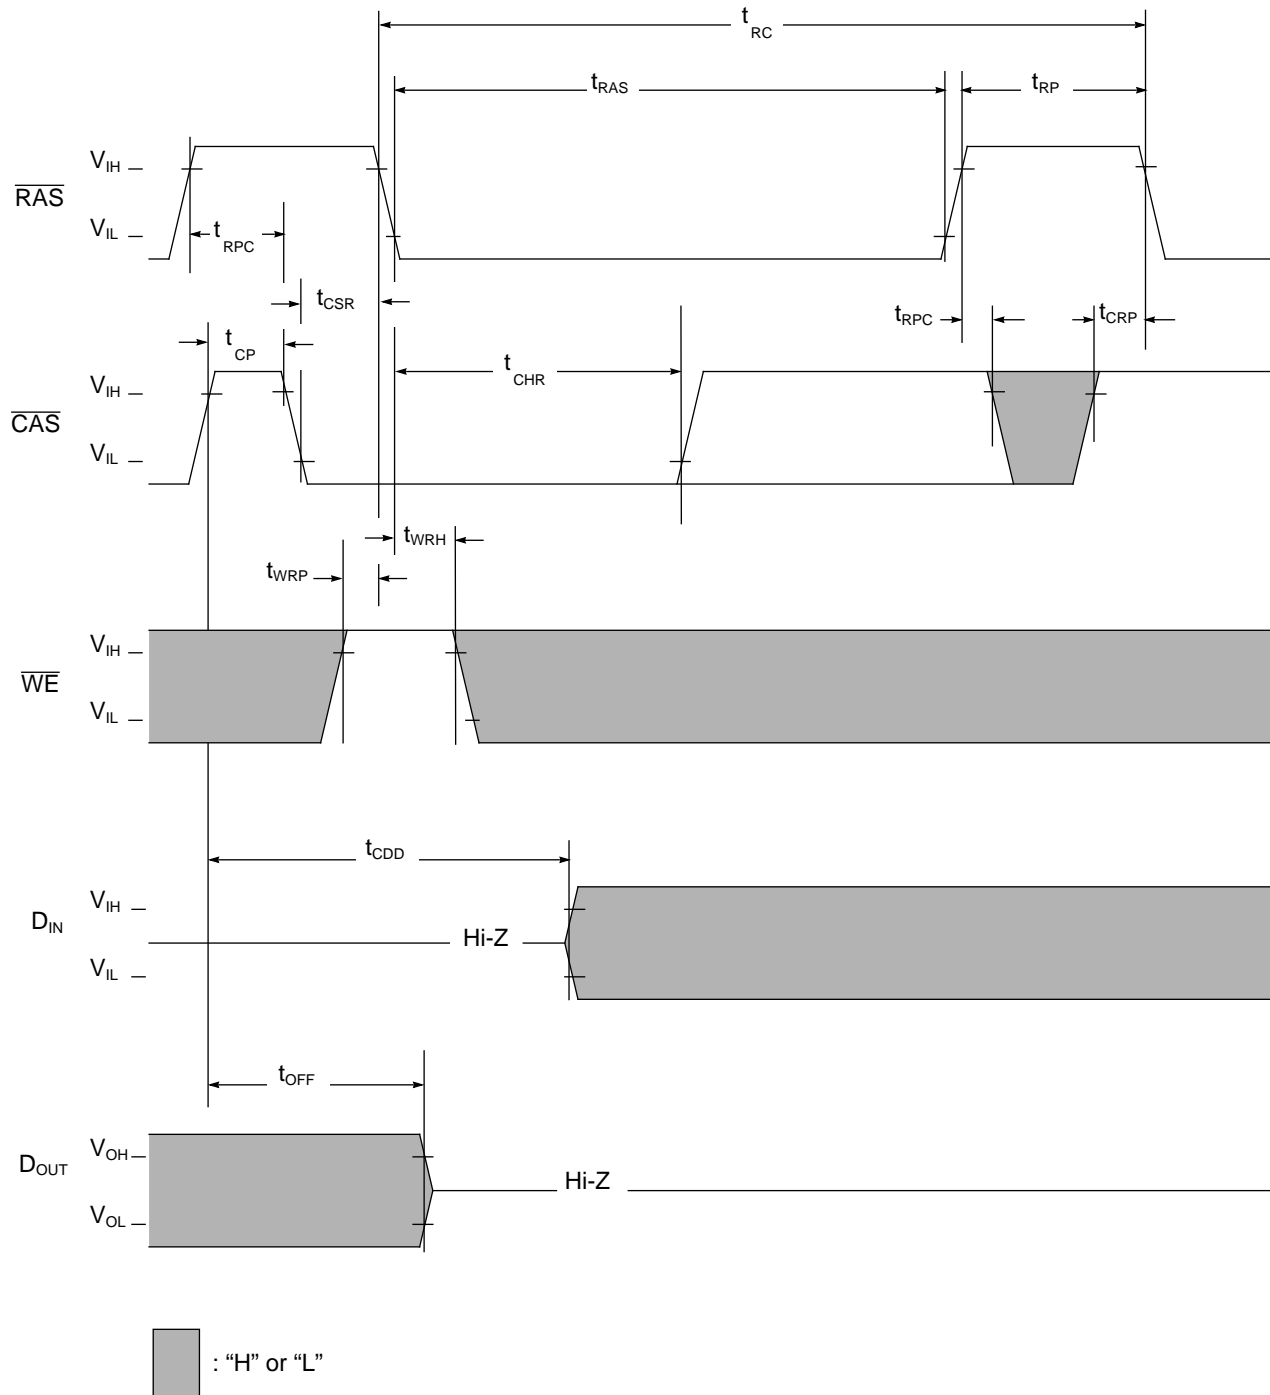 tRC
tRAS
tRP
VIH
RAS
VIL
tRPC
tCSR
tRPC
tCRP
tCP
tCHR
VIH
CAS
VIL
tWRH
tWRP
VIH
WE
VIL
tCDD
VIH
DIN
Hi-Z
VIL
tOFF
VOH
DOUT
Hi-Z
VOL
: “H” or “L”